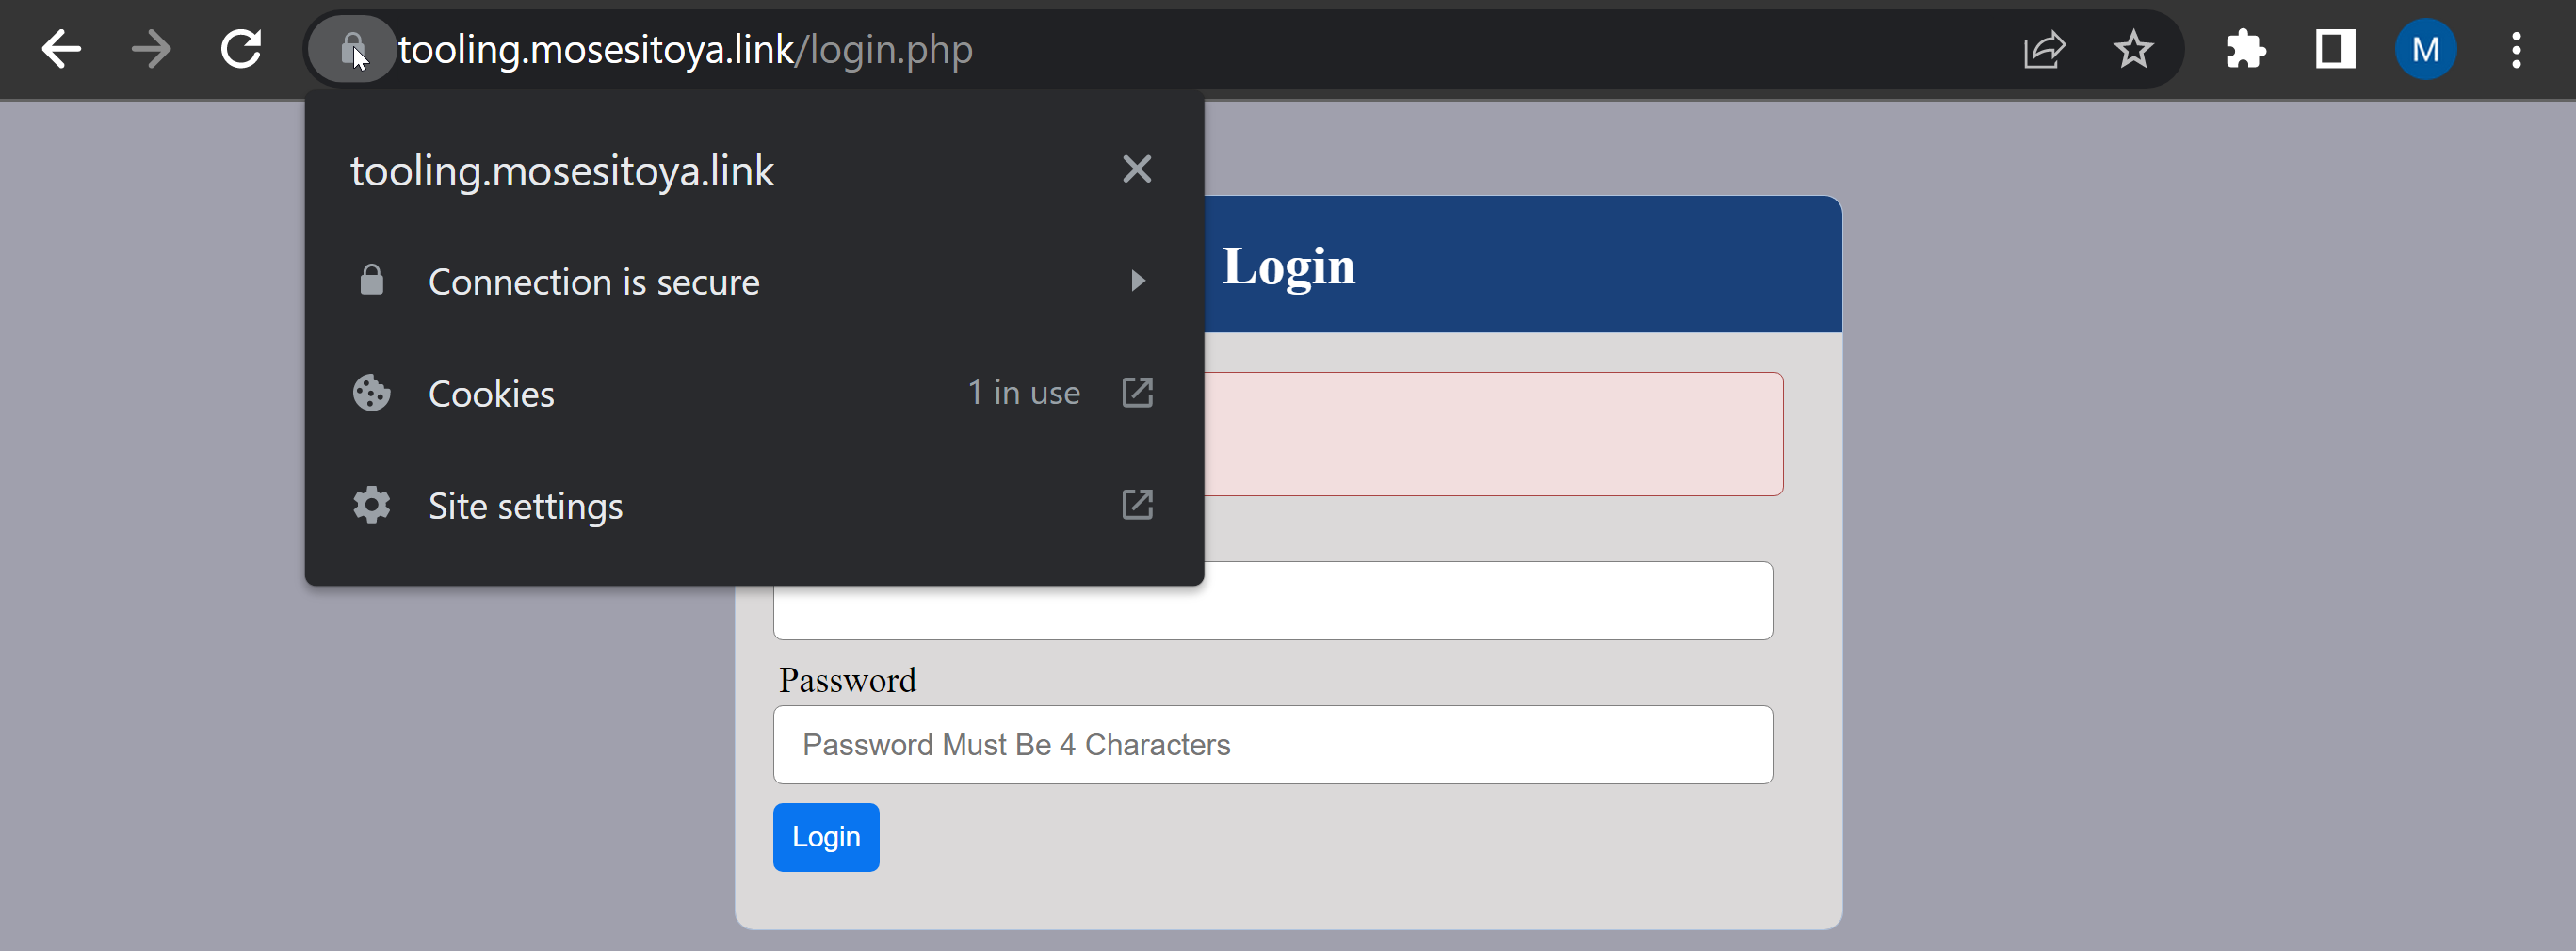 tooling.mosesitoya.link/login.php
M
tooling.mosesitoya.link
Connection is secure
Cookies 1 in use
Site settings
Login
Password
Password Must Be 4 Characters
Login